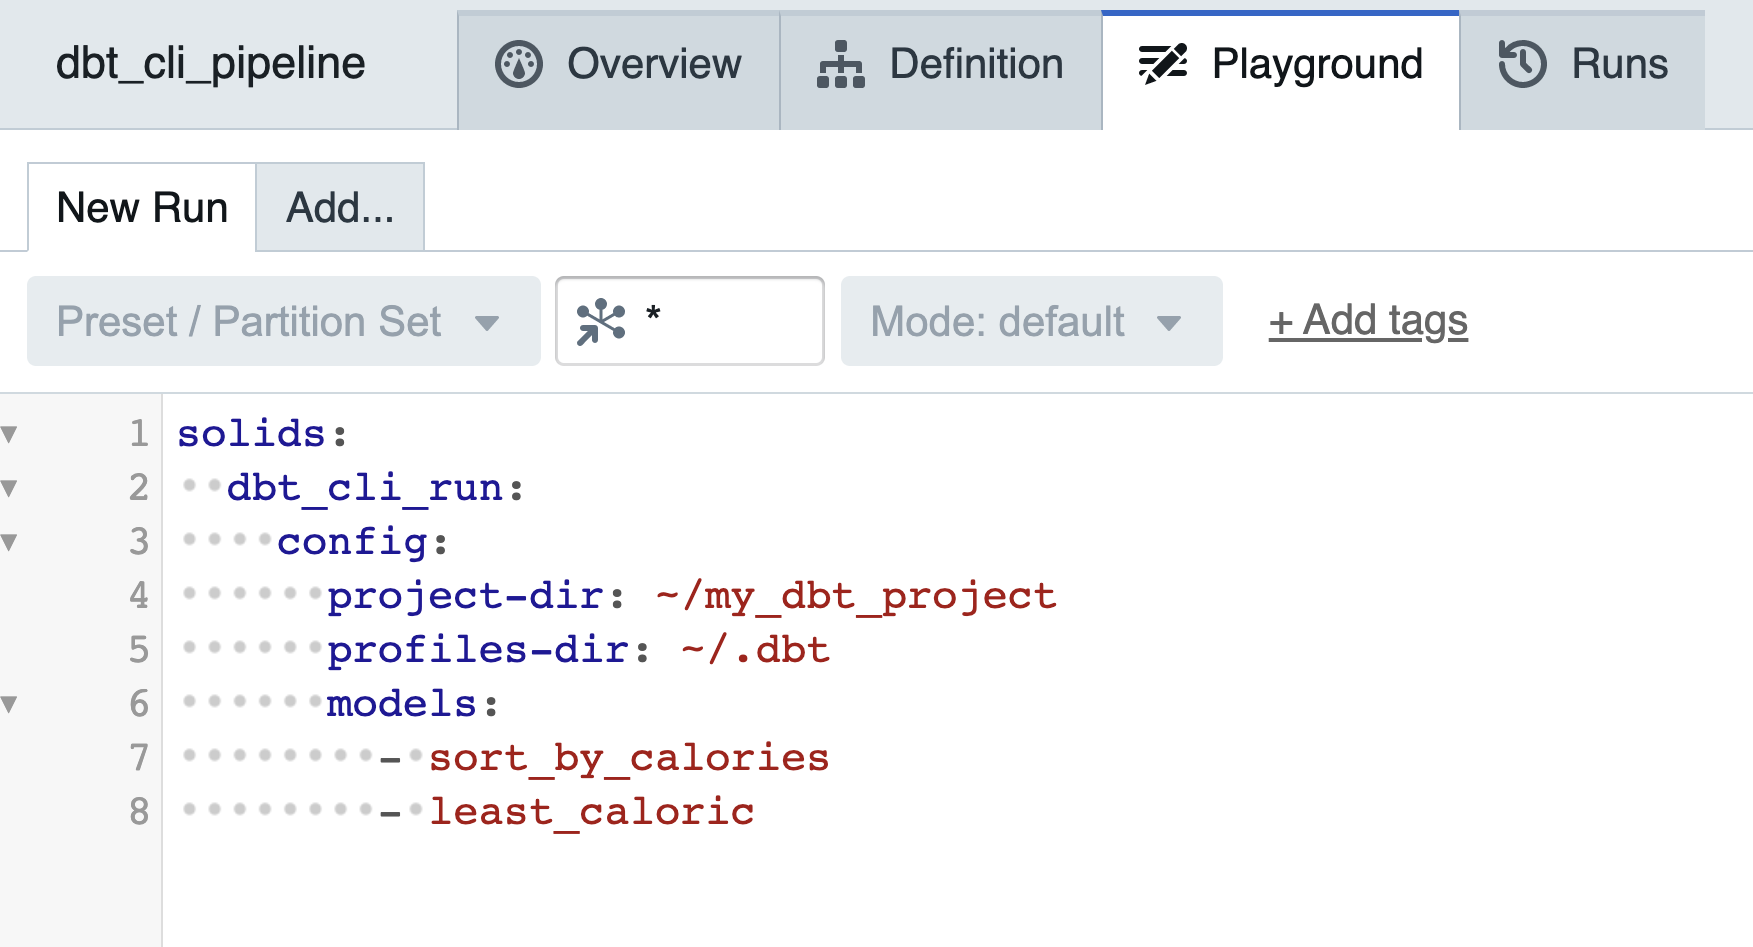 dbt_cli_pipeline Overview Definition Playground Runs
New Run Add...
Preset / Partition Set * Mode: default + Add tags
1 solids:
2 dbt_cli_run:
3 config:
4 project-dir: ~/my_dbt_project
5 profiles-dir: ~/.dbt
6 models:
7 - sort_by_calories
8 - least_caloric